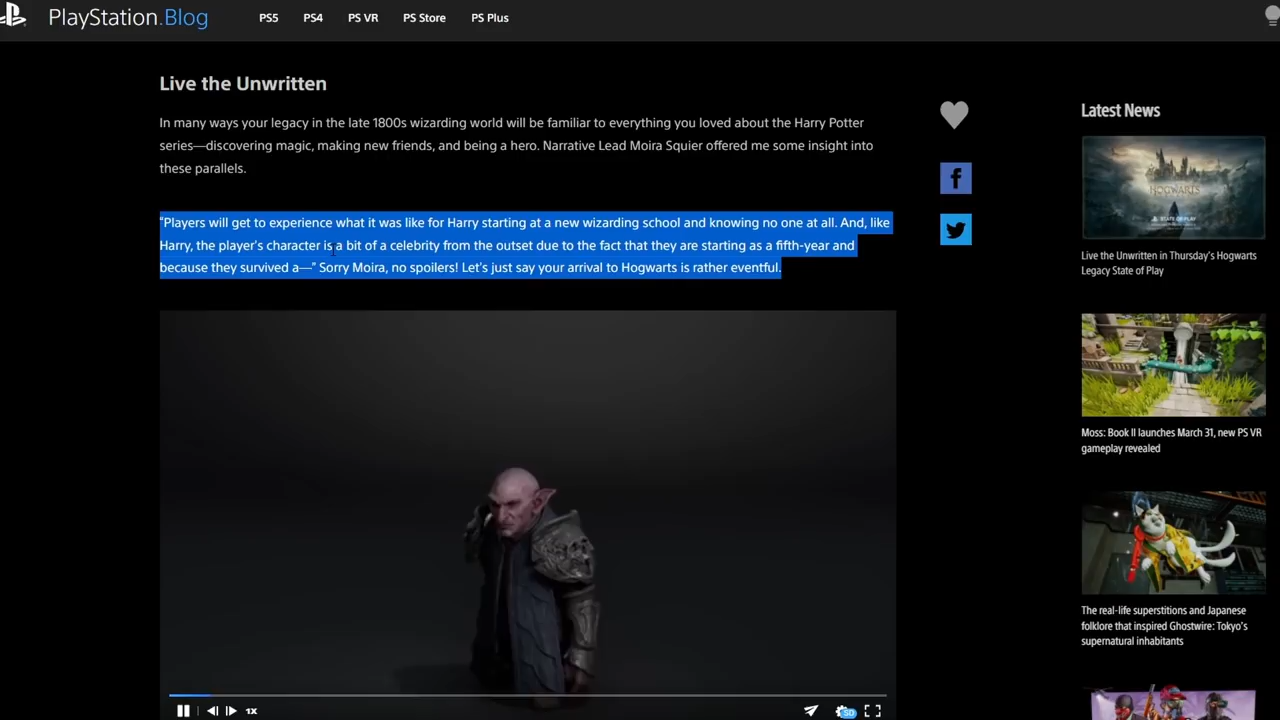 PlayStation.Blog
PS5
PS4
PS VR
PS Store
PS Plus
Live the Unwritten
In many ways your legacy in the late 1800s wizarding world will be familiar to everything you loved about the Harry Potter
series—discovering magic, making new friends, and being a hero. Narrative Lead Moira Squier offered me some insight into
these parallels.
“Players will get to experience what it was like for Harry starting at a new wizarding school and knowing no one at all. And, like
Harry, the player's character is a bit of a celebrity from the outset due to the fact that they are starting as a fifth-year and
because they survived a—” Sorry Moira, no spoilers! Let's just say your arrival to Hogwarts is rather eventful.
1X
SD
Latest News
HOGWARTS
STATE OF PLAY
Live the Unwritten in Thursday's Hogwarts
Legacy State of Play
Moss: Book II launches March 31, new PS VR
gameplay revealed
The real-life superstitions and Japanese
folklore that inspired Ghostwire: Tokyo's
supernatural inhabitants